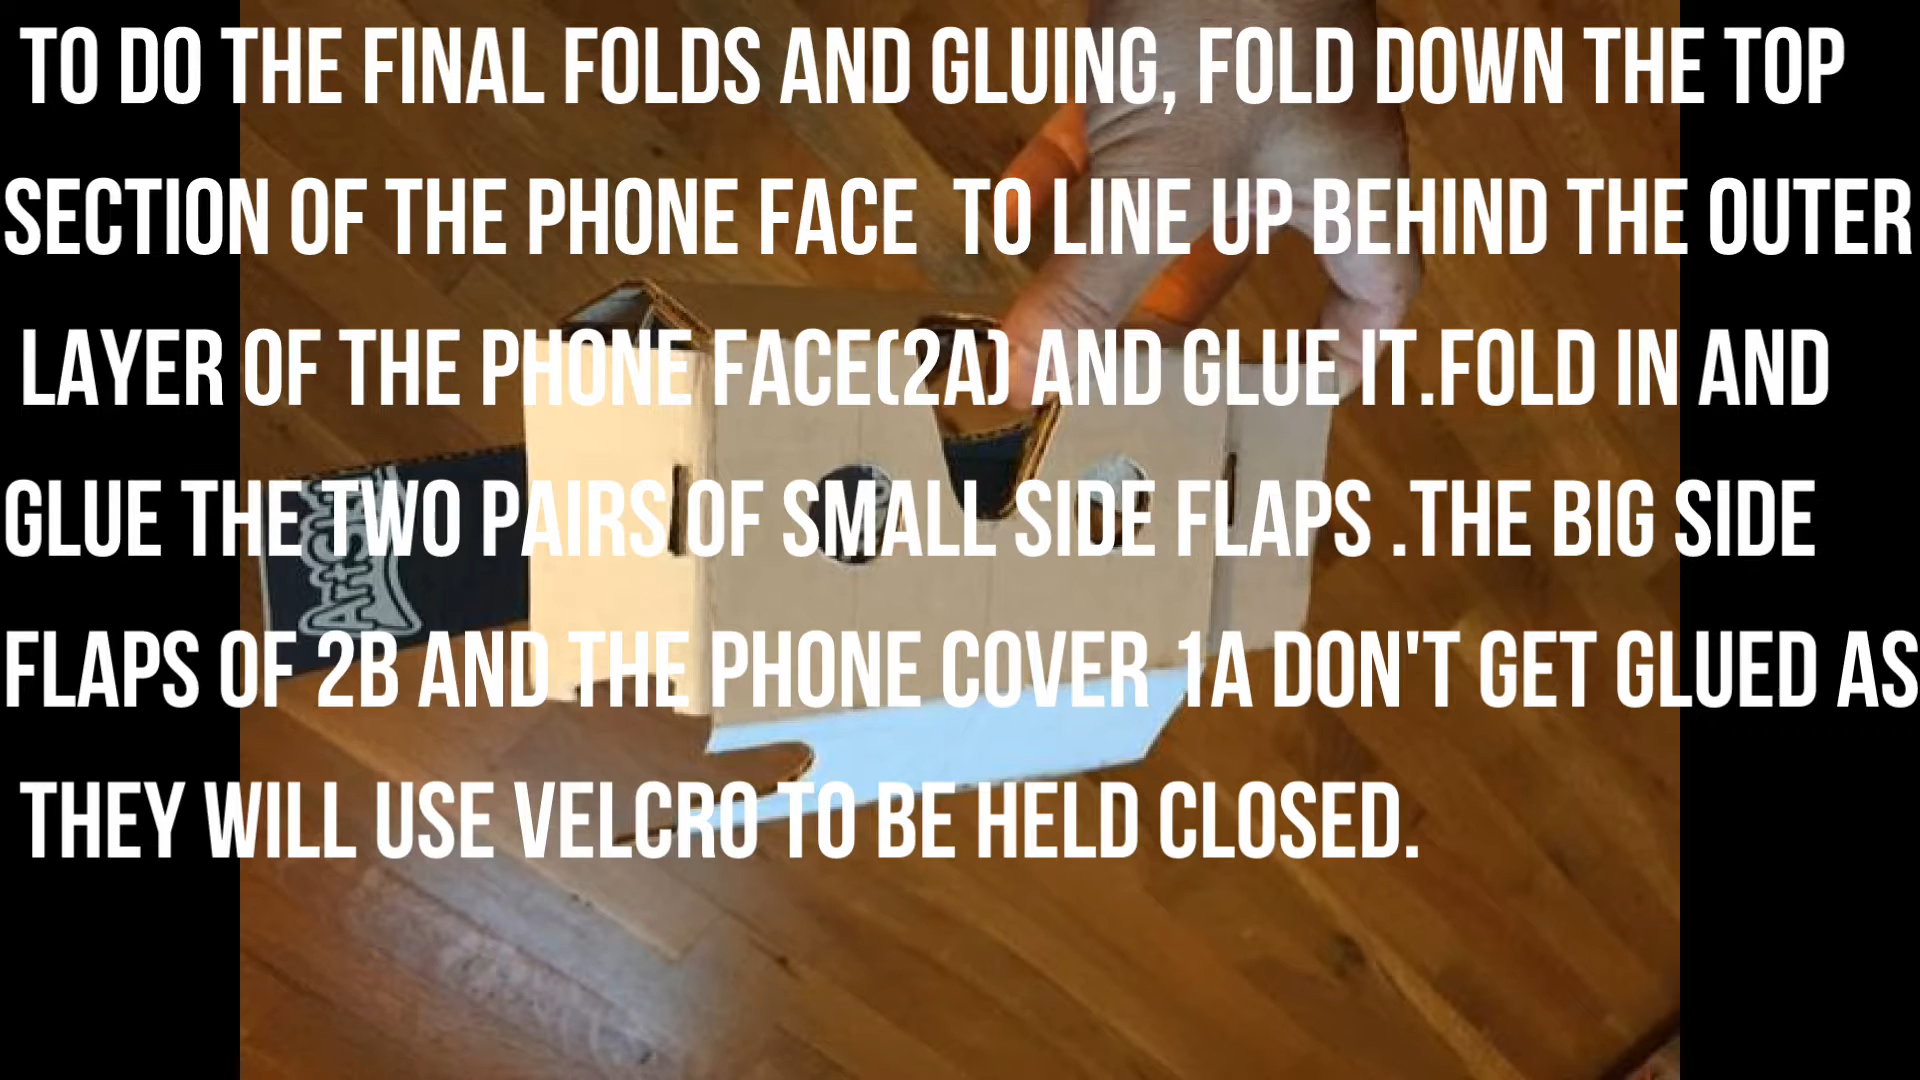 TO DO THE FINAL FOLDS AND GLUING, FOLD DOWN THE TOP
SECTION OF THE PHONE FACE  TO LINE UP BEHIND THE OUTER
LAYER OF THE PHONE FACE(2A) AND GLUE IT.FOLD IN AND
GLUE THE TWO PAIRS OF SMALL SIDE FLAPS .THE BIG SIDE
FLAPS OF 2B AND THE PHONE COVER 1A DON'T GET GLUED AS
THEY WILL USE VELCRO TO BE HELD CLOSED.